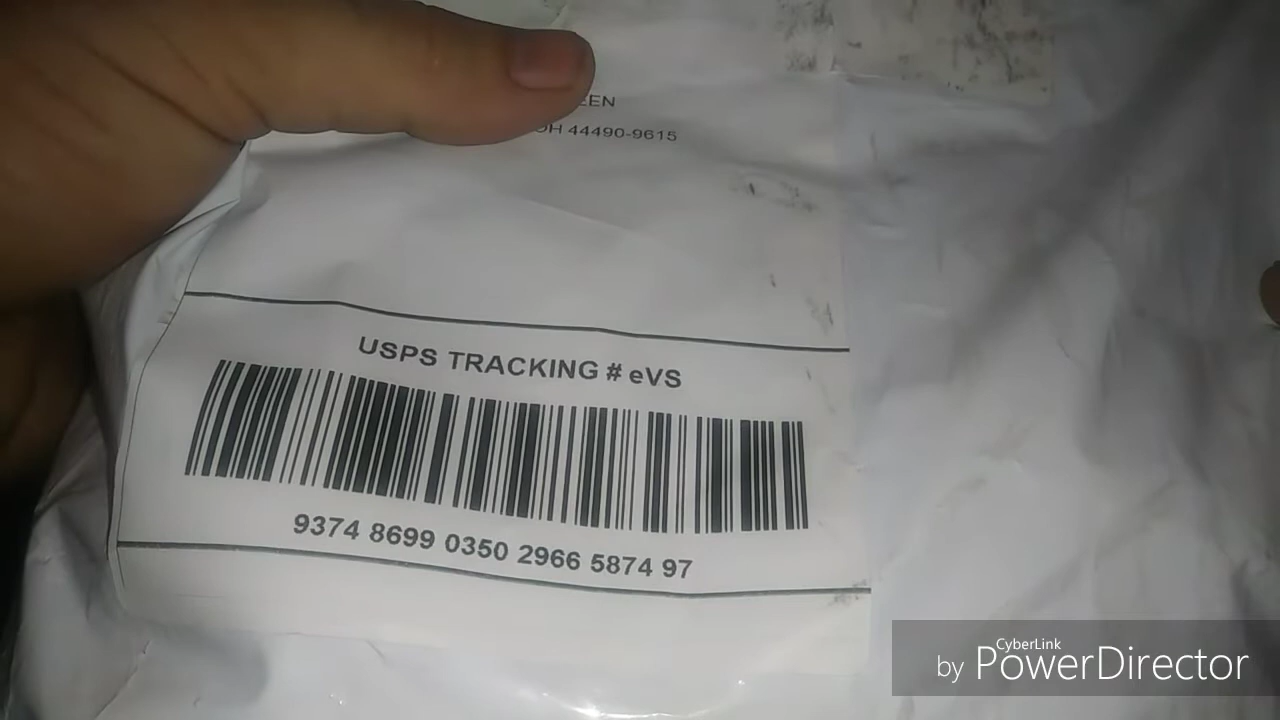 EEN
OH 44490-9615
USPS TRACKING # eVS
9374 8699 0350 2966 5874 97
CyberLink
by PowerDirector